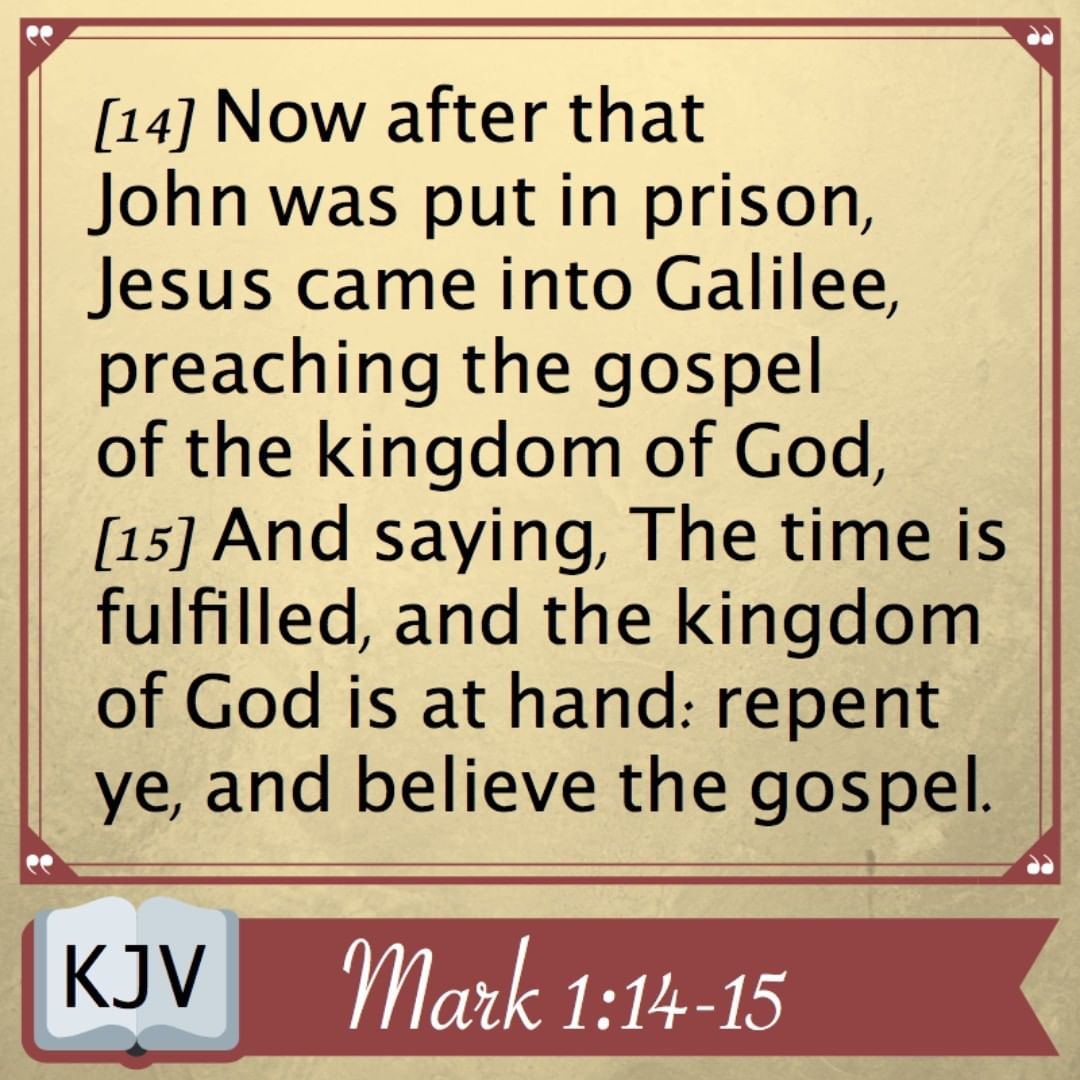 [14] Now after that
John was put in prison,
Jesus came into Galilee,
preaching the gospel
of the kingdom of God,
[15] And saying, The time is
fulfilled, and the kingdom
of God is at hand: repent
ye, and believe the gospel.
KJV
Mark 1:14-15